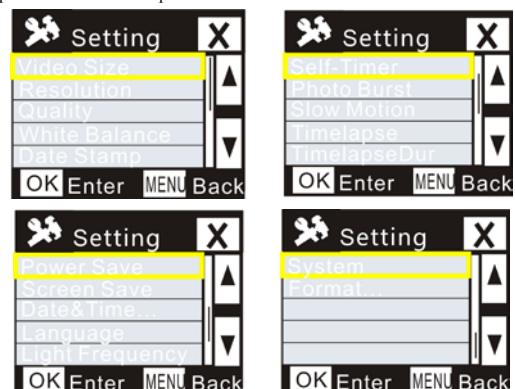 Setting X
Video Size
Resolution
Quality
White Balance
Date Stamp
OK Enter MENU Back
Setting X
Self-Timer
Photo Burst
Slow Motion
Timelapse
TimelapseDur
OK Enter MENU Back
Setting X
Power Save
Screen Save
Date&Time...
Language
Light Frequency
OK Enter MENU Back
Setting X
System
Format...
OK Enter MENU Back